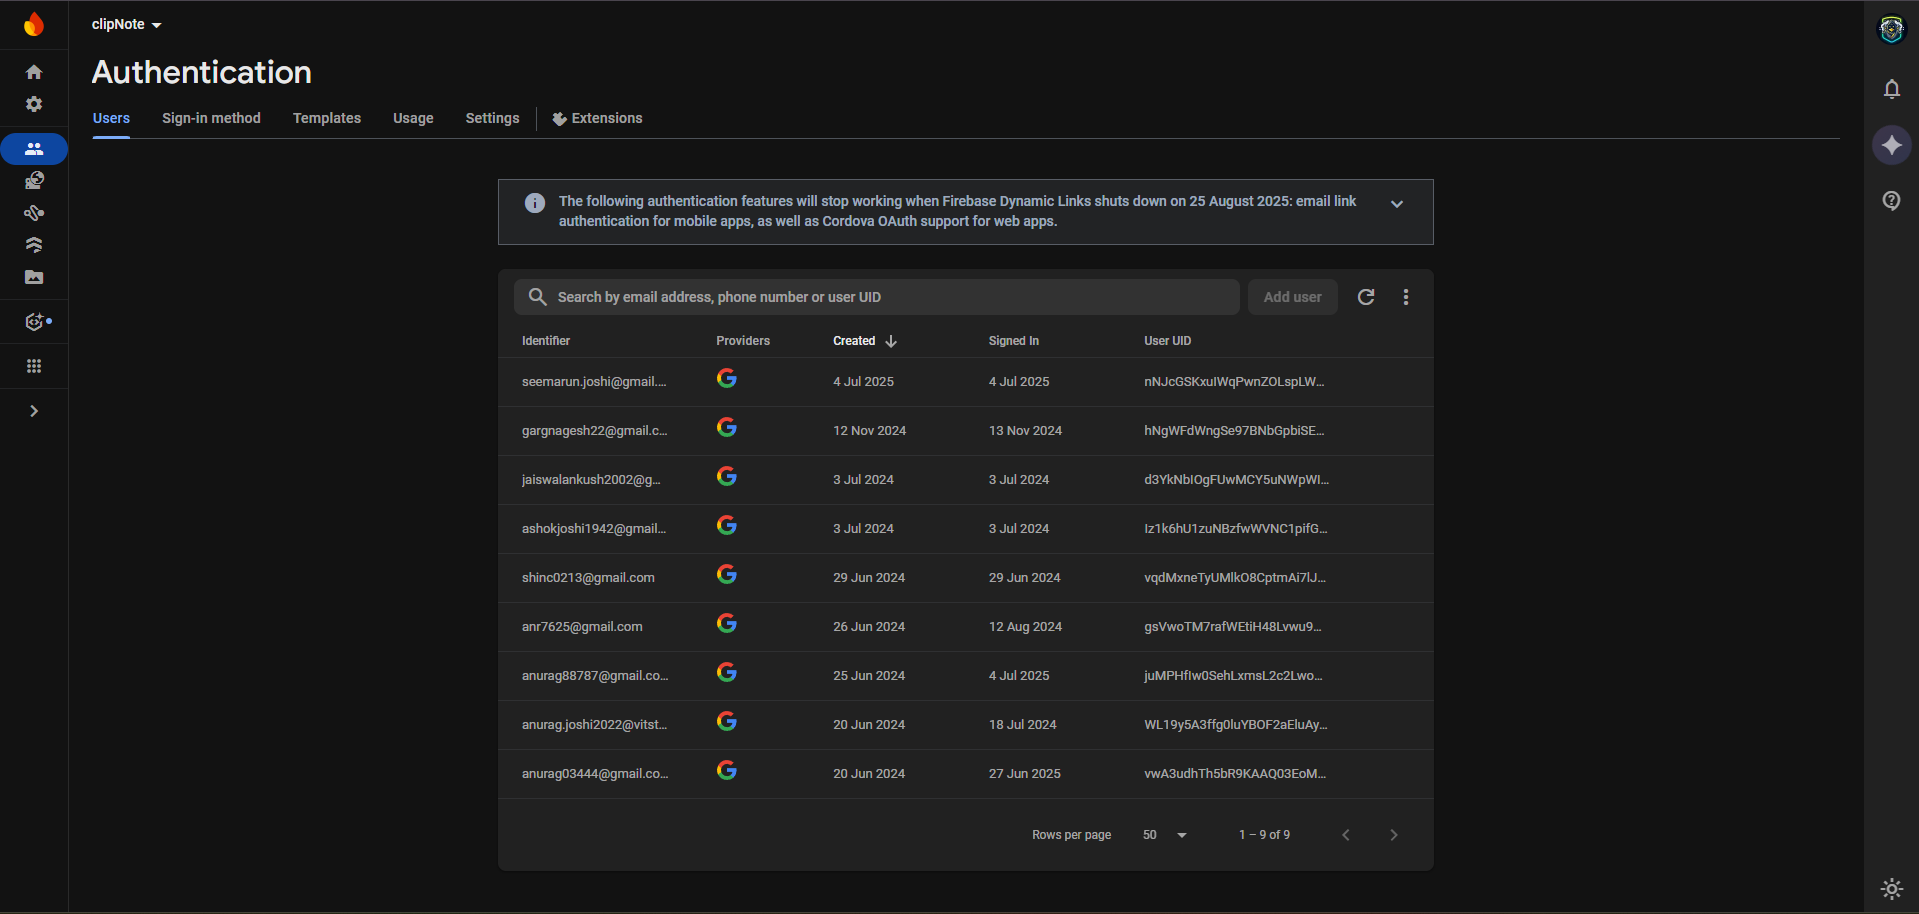 clipNote
Authentication
Users Sign-in method Templates Usage Settings Extensions
The following authentication features will stop working when Firebase Dynamic Links shuts down on 25 August 2025: email link
authentication for mobile apps, as well as Cordova OAuth support for web apps.
Search by email address, phone number or user UID Add user
Identifier Providers Created Signed In User UID
seemarun.joshi@gmail.... 4 Jul 2025 4 Jul 2025 nNJcGSKxuIWqPwnZOLspLW...
gargnagesh22@gmail.c... 12 Nov 2024 13 Nov 2024 hNgWFdWngSe97BNbGpbiSE...
jaiswalankush2002@g... 3 Jul 2024 3 Jul 2024 d3YkNbIOgFUwMCY5uNWpWI...
ashokjoshi1942@gmail... 3 Jul 2024 3 Jul 2024 Iz1k6hU1zuNBzfwWVNC1pifG...
shinc0213@gmail.com 29 Jun 2024 29 Jun 2024 vqdMxneTyUMlkO8CptmAi7lJ...
anr7625@gmail.com 26 Jun 2024 12 Aug 2024 gsVwoTM7rafWEtiH48Lvwu9...
anurag88787@gmail.co... 25 Jun 2024 4 Jul 2025 juMPHfIw0SehLxmsL2c2Lwo...
anurag.joshi2022@vitst... 20 Jun 2024 18 Jul 2024 WL19y5A3ffg0luYBOF2aEluAy...
anurag03444@gmail.co... 20 Jun 2024 27 Jun 2025 vwA3udhTh5bR9KAAQ03EoM...
Rows per page 50 1 – 9 of 9